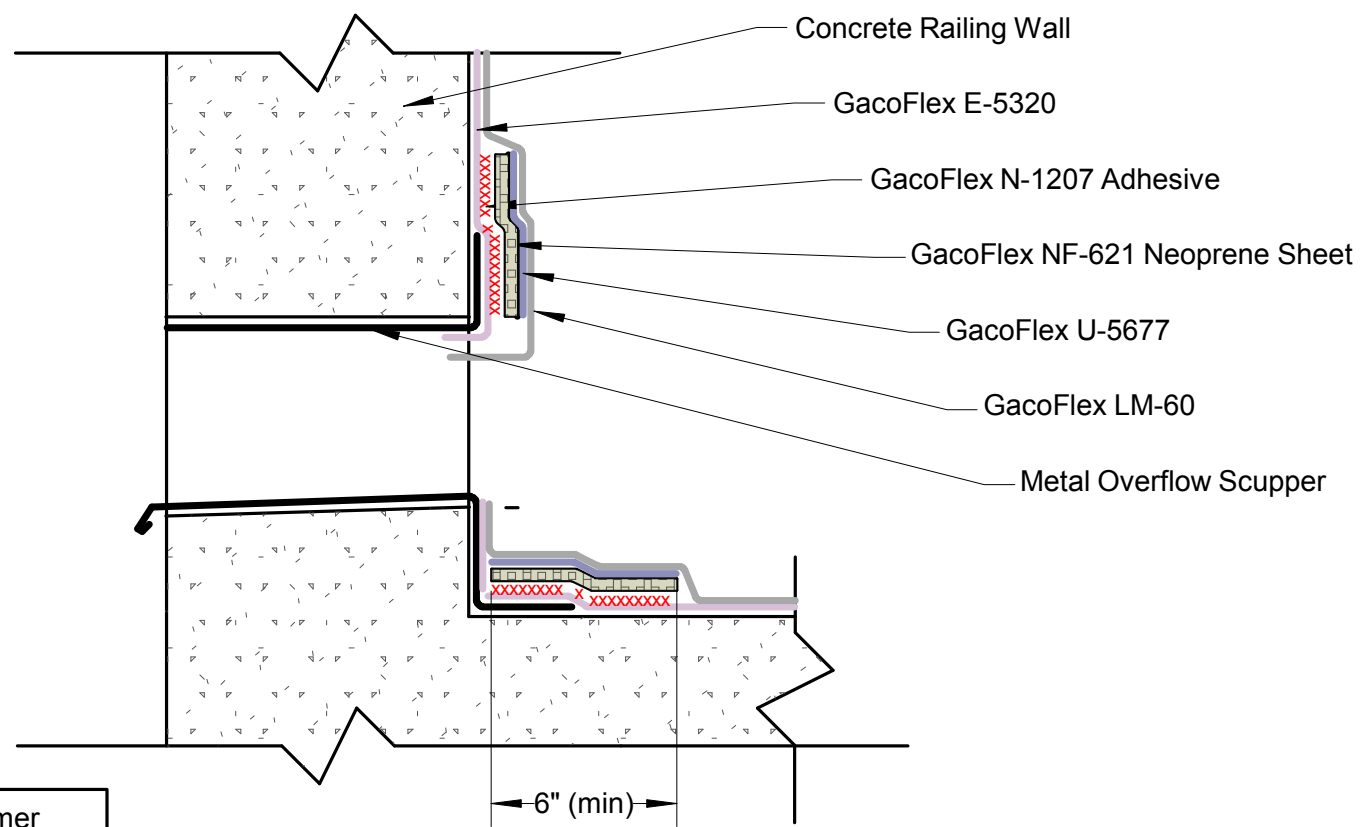 Concrete Railing Wall
GacoFlex E-5320
GacoFlex N-1207 Adhesive
GacoFlex NF-621 Neoprene Sheet
GacoFlex U-5677
GacoFlex LM-60
Metal Overflow Scupper
6" (min)